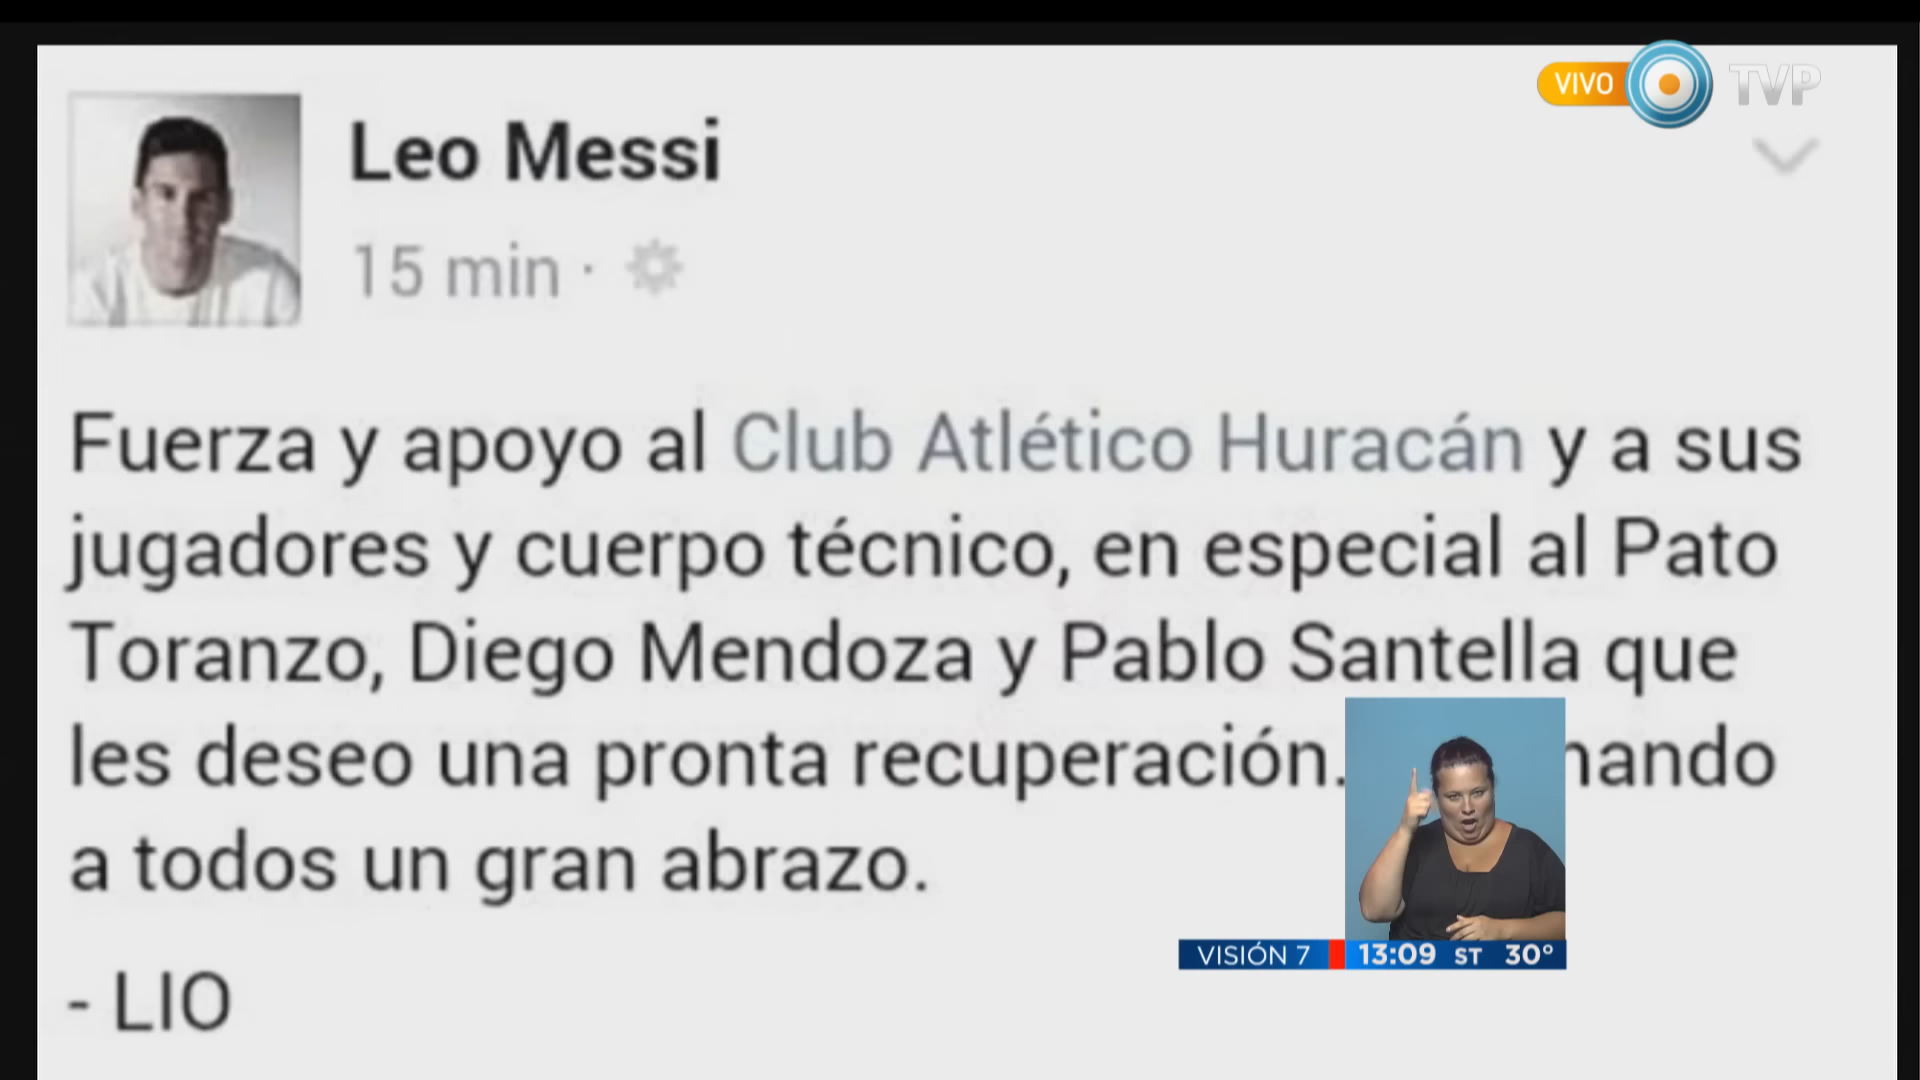 VIVO TVP
Leo Messi
15 min ·
Fuerza y apoyo al Club Atlético Huracán y a sus
jugadores y cuerpo técnico, en especial al Pato
Toranzo, Diego Mendoza y Pablo Santella que
les deseo una pronta recuperación.
a todos un gran abrazo.
- LIO
VISIÓN 7 13:09 ST 30°